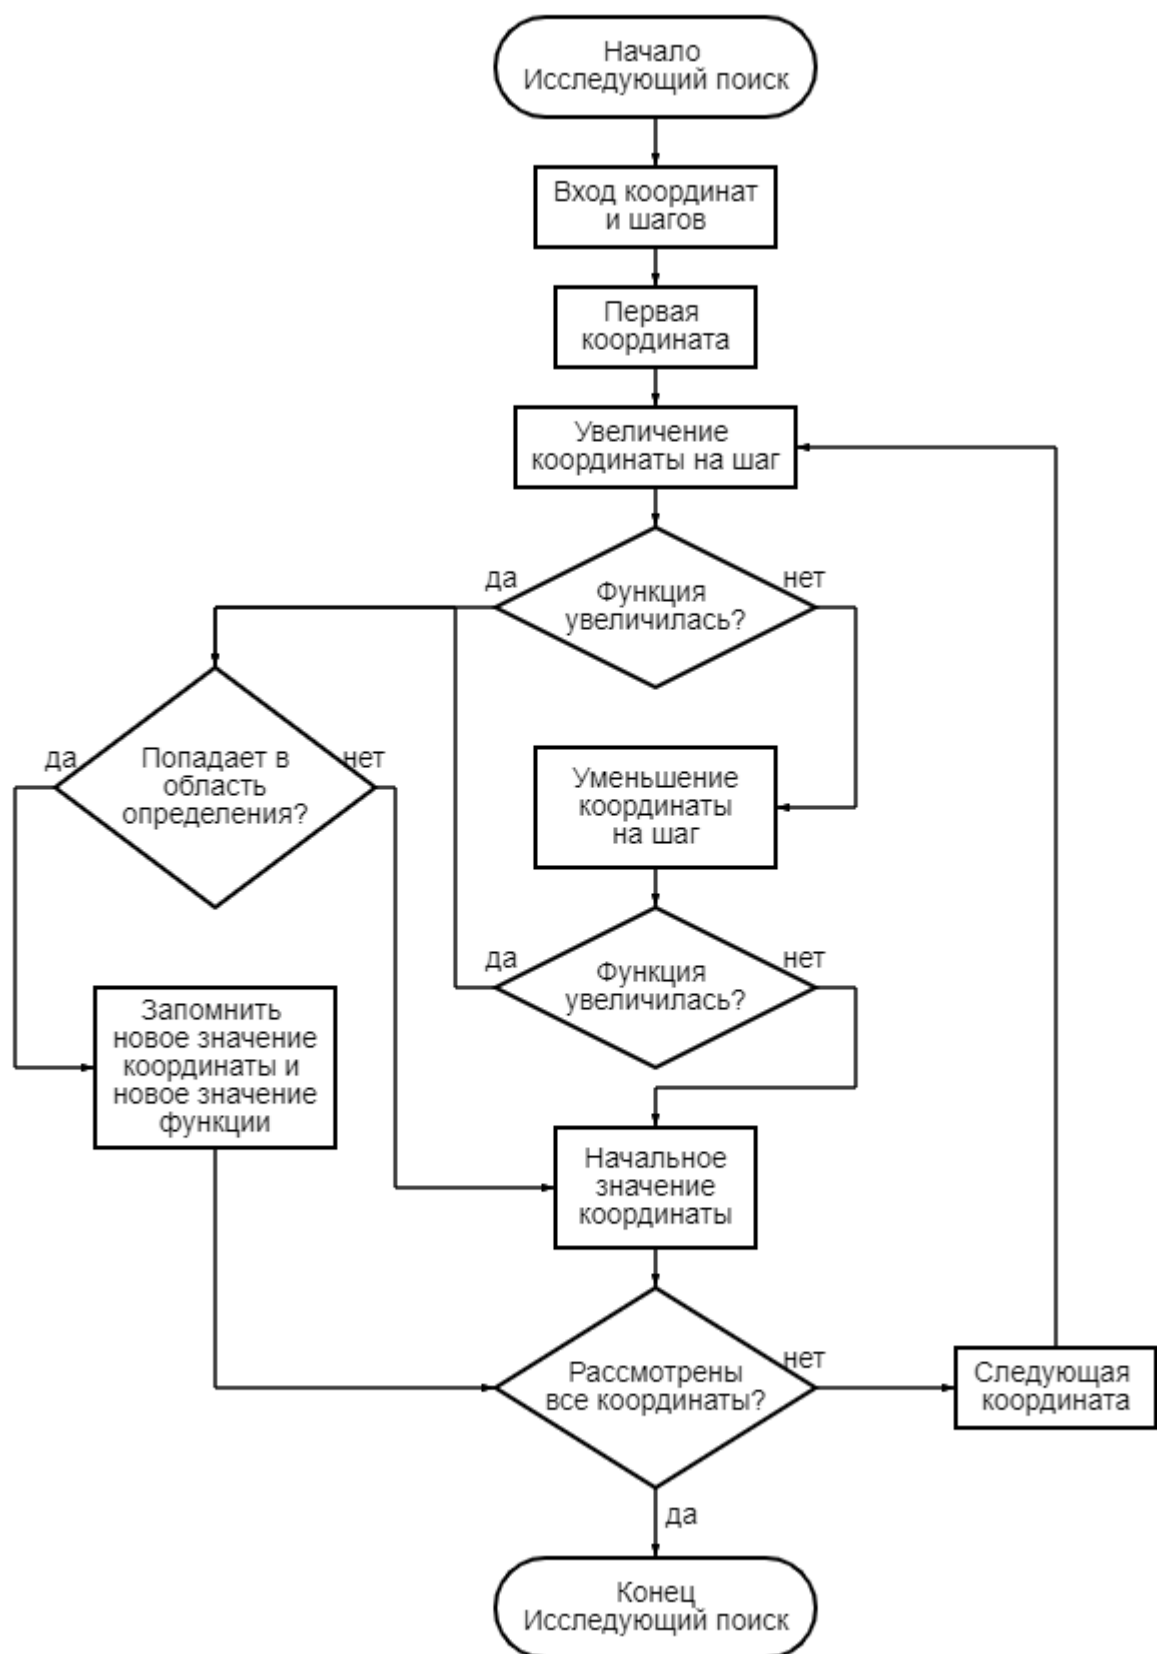 Начало
Исследующий поиск
Вход координат
и шагов
Первая
координата
Увеличение
координаты на шаг
да
Функция
увеличилась?
нет
да
Попадает в
область
определения?
нет
Уменьшение
координаты
на шаг
да
Функция
увеличилась?
нет
Запомнить
новое значение
координаты и
новое значение
функции
Начальное
значение
координаты
Рассмотрены
все координаты?
нет
Следующая
координата
да
Конец
Исследующий поиск